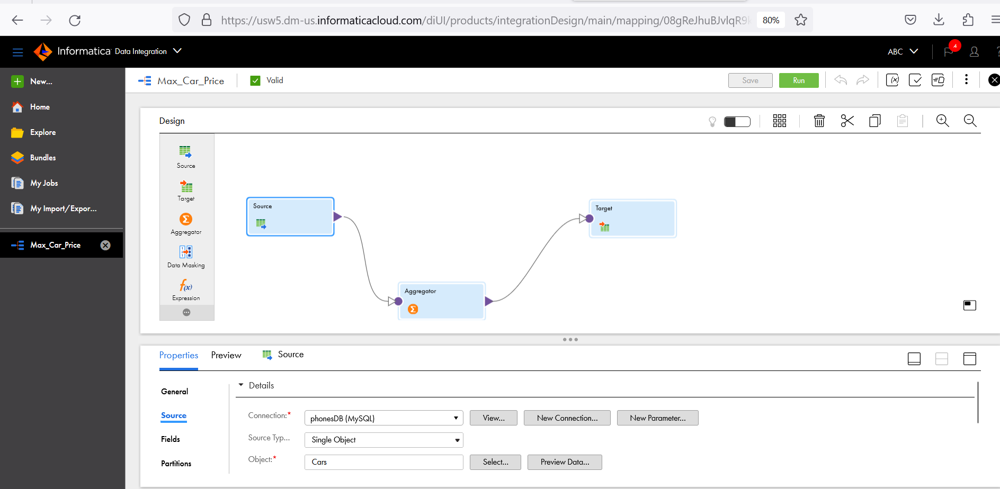 https://usw5.dm-us.informaticacloud.com/diUI/products/integrationDesign/main/mapping/08gReJhuBJvlqR9k
80%
Informatica Data Integration
ABC
4
New...
Home
Explore
Bundles
My Jobs
My Import/Expor...
Max_Car_Price
Max_Car_Price
Valid
Save
Run
Design
Source
Target
Aggregator
Data Masking
f(x)
Expression
Source
Target
Aggregator
Properties
Preview
Source
General
Source
Fields
Partitions
Details
Connection:*
phonesDB (MySQL)
View...
New Connection...
New Parameter...
Source Typ...
Single Object
Object:*
Cars
Select...
Preview Data...